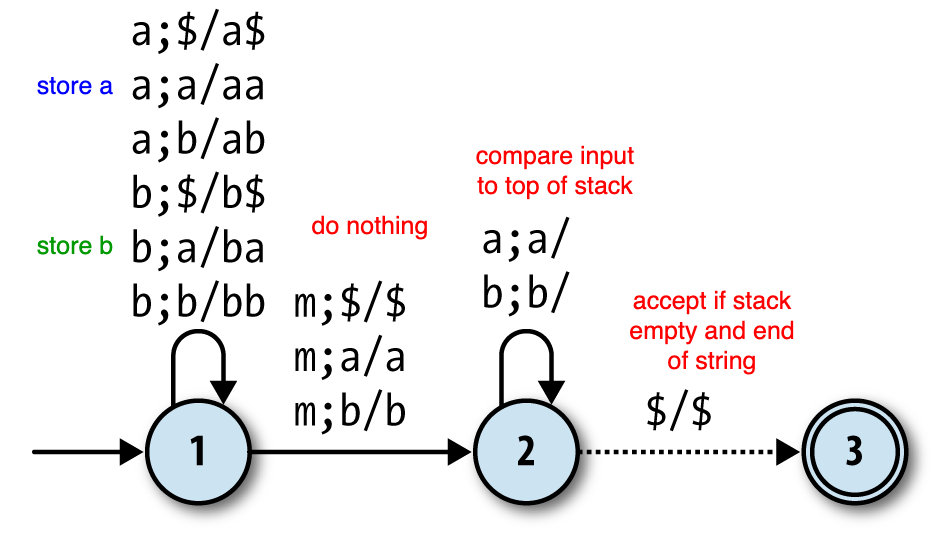 a;$/a$
store a
a;a/aa
a;b/ab
b;$/b$
store b
b;a/ba
b;b/bb
do nothing
m;$/$
m;a/a
m;b/b
compare input
to top of stack
a;a/
b;b/
accept if stack
empty and end
of string
$/$
1
2
3